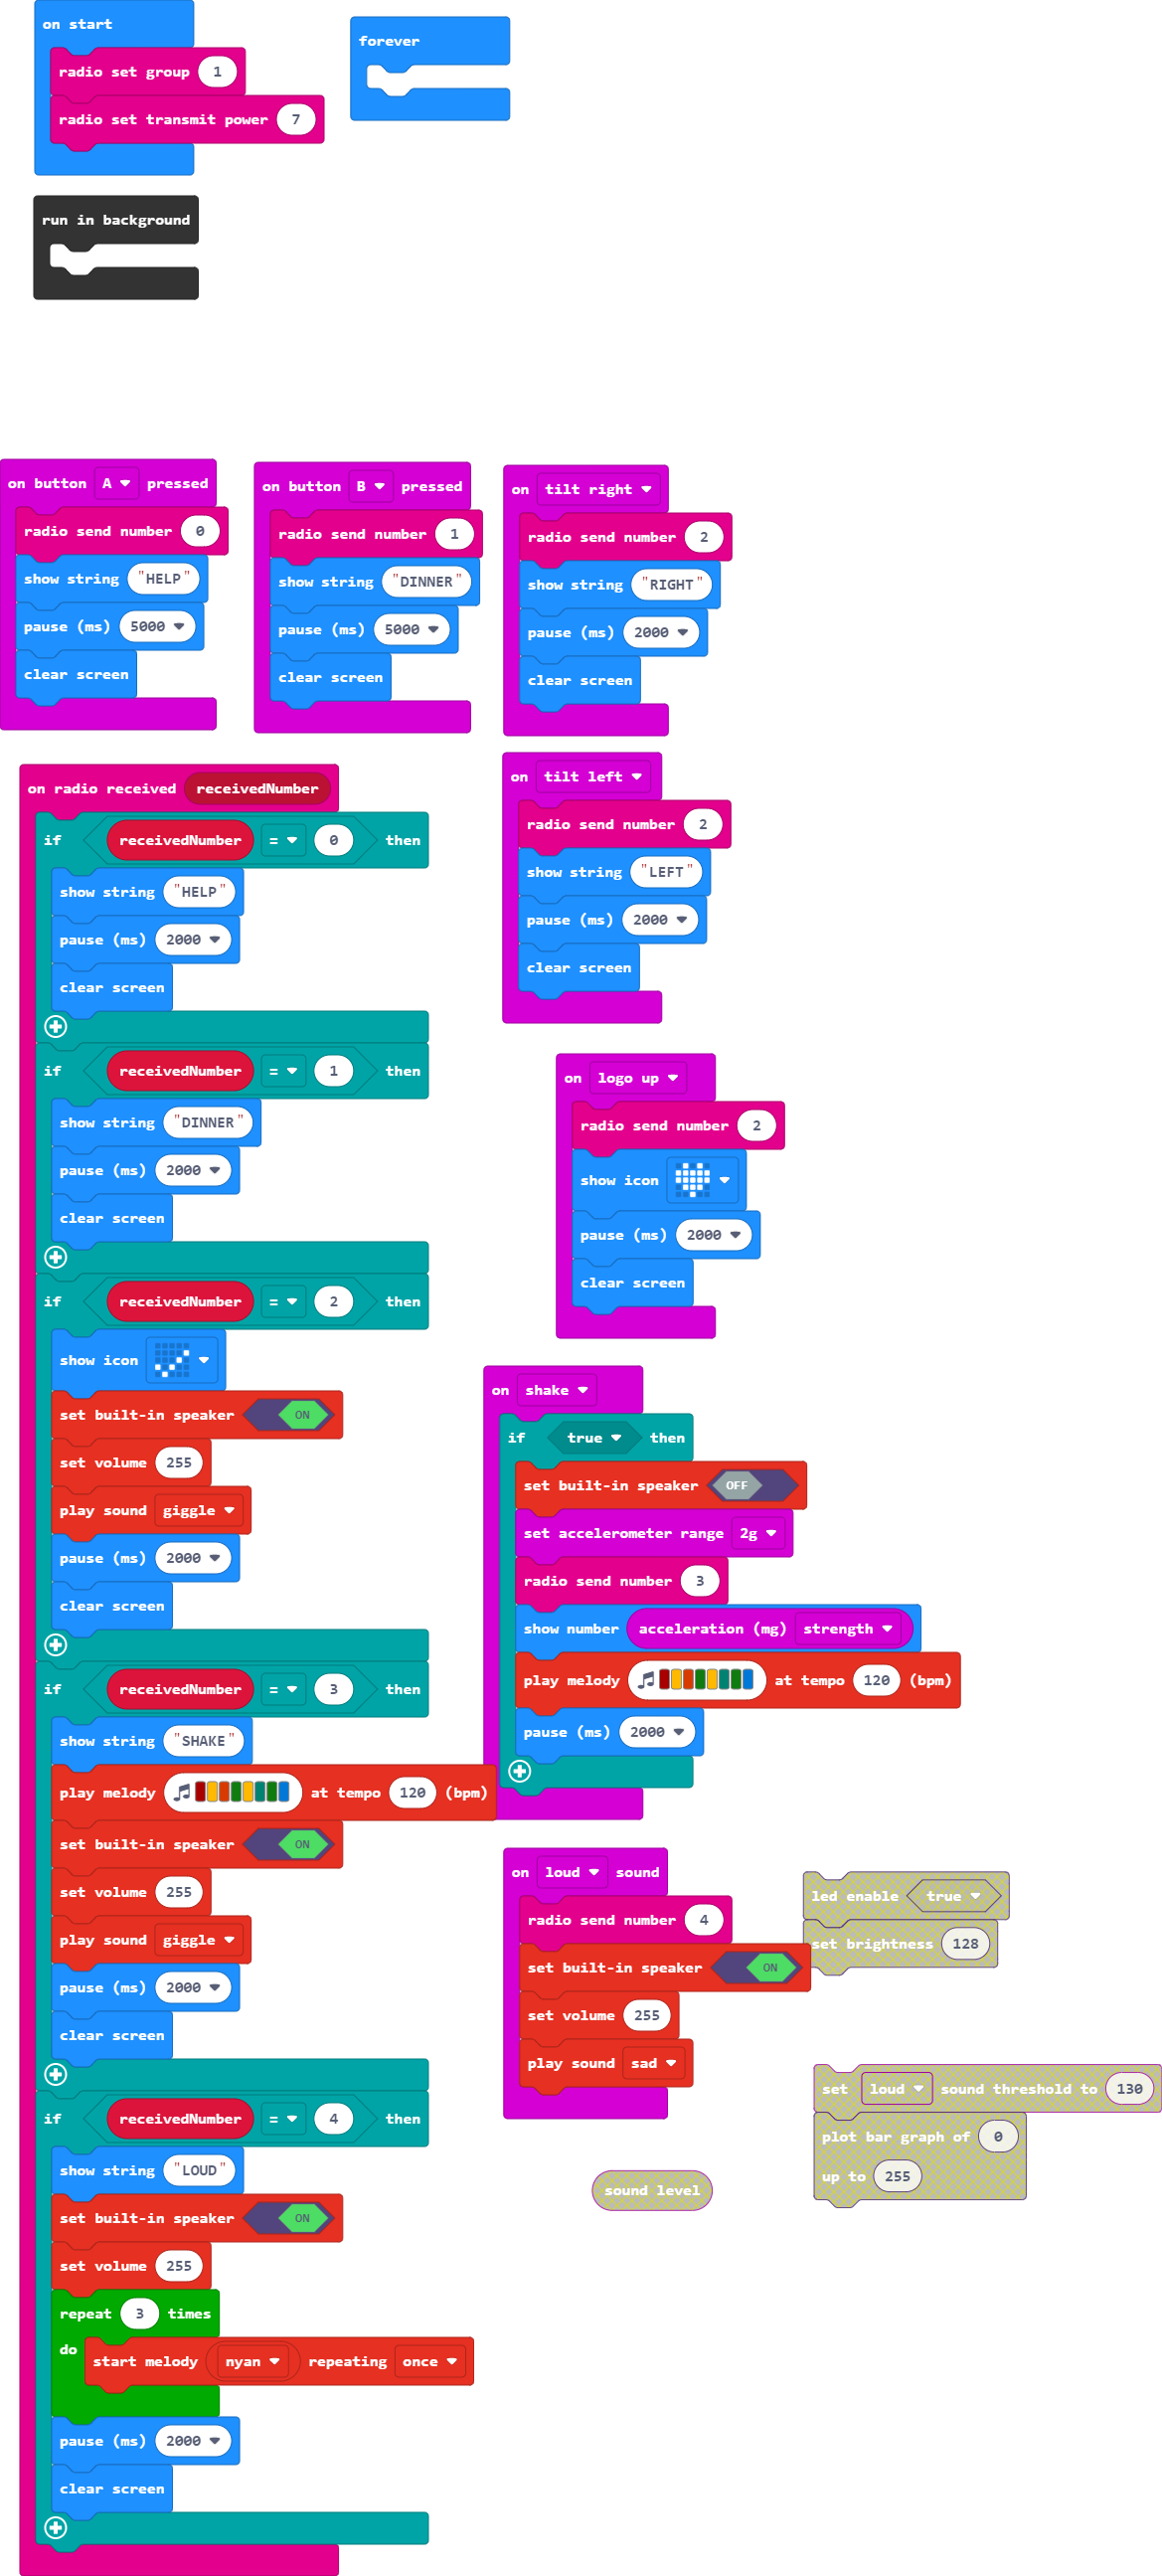 on start
radio set group 1
radio set transmit power 7
forever
run in background
on button A pressed
radio send number 0
show string "HELP"
pause (ms) 5000
clear screen
on button B pressed
radio send number 1
show string "DINNER"
pause (ms) 5000
clear screen
on tilt right
radio send number 2
show string "RIGHT"
pause (ms) 2000
clear screen
on radio received receivedNumber
if receivedNumber = 0 then
show string "HELP"
pause (ms) 2000
clear screen
if receivedNumber = 1 then
show string "DINNER"
pause (ms) 2000
clear screen
if receivedNumber = 2 then
show icon
set built-in speaker ON
set volume 255
play sound giggle
pause (ms) 2000
clear screen
if receivedNumber = 3 then
show string "SHAKE"
play melody at tempo 120 (bpm)
set built-in speaker ON
set volume 255
play sound giggle
pause (ms) 2000
clear screen
if receivedNumber = 4 then
show string "LOUD"
set built-in speaker ON
set volume 255
repeat 3 times
do
start melody nyan repeating once
pause (ms) 2000
clear screen
on tilt left
radio send number 2
show string "LEFT"
pause (ms) 2000
clear screen
on logo up
radio send number 2
show icon
pause (ms) 2000
clear screen
on shake
if true then
set built-in speaker OFF
set accelerometer range 2g
radio send number 3
show number acceleration (mg) strength
play melody at tempo 120 (bpm)
pause (ms) 2000
on loud sound
radio send number 4
set built-in speaker ON
set volume 255
play sound sad
led enable true
set brightness 128
set loud sound threshold to 130
plot bar graph of 0
up to 255
sound level